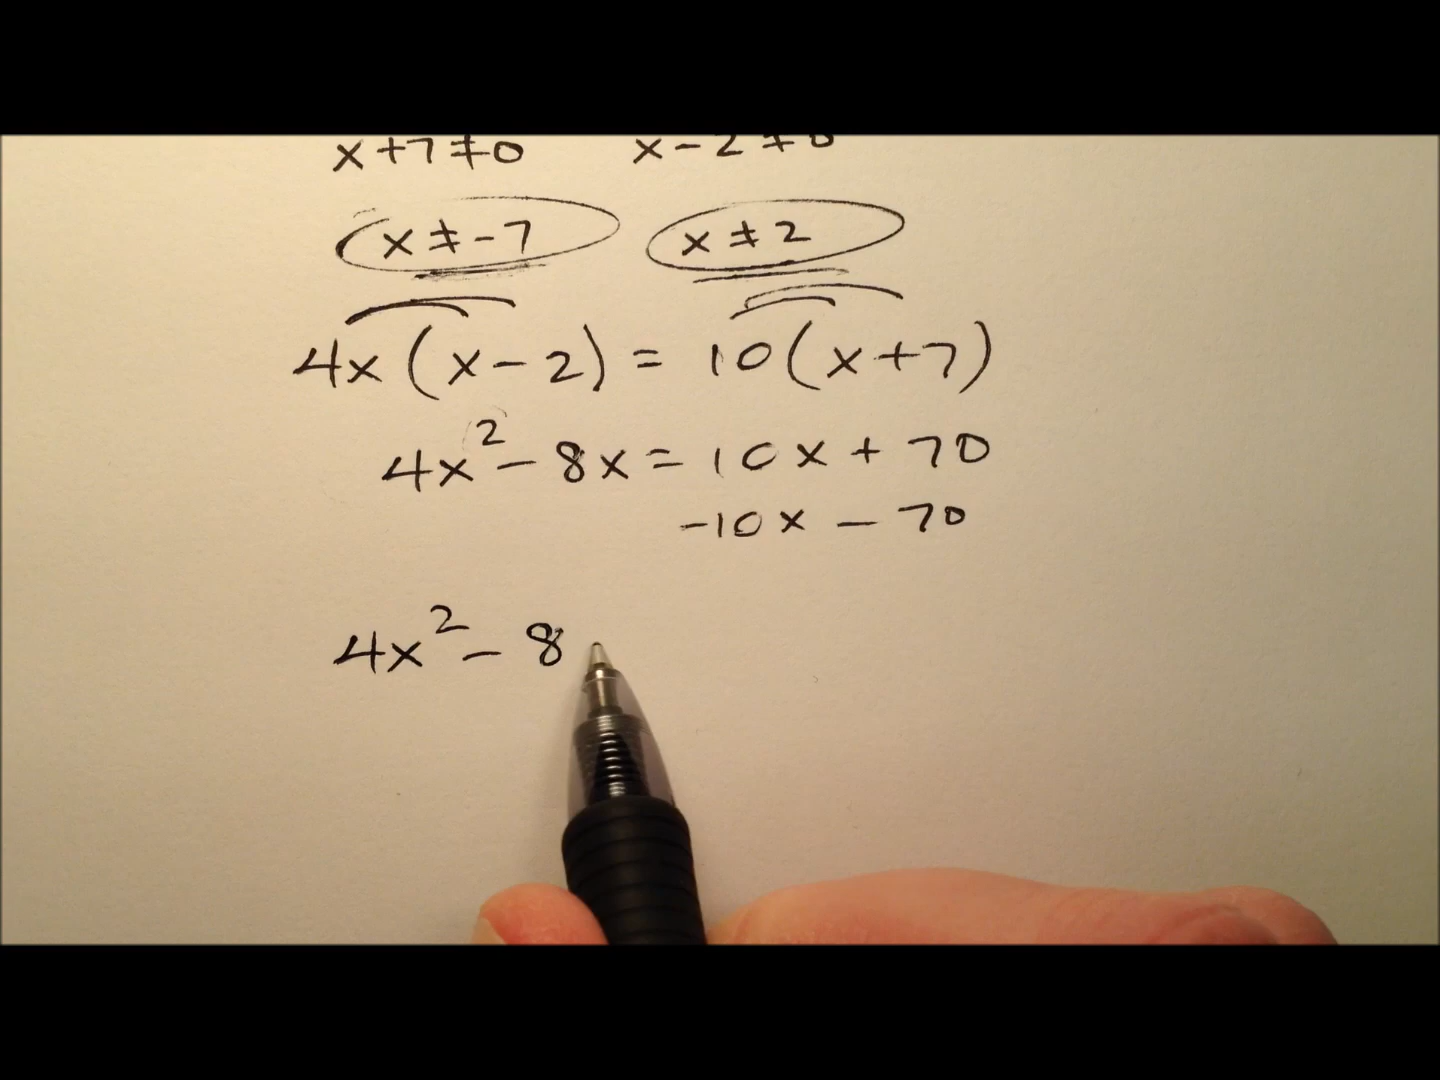 x+7≠0 x-2≠0
x≠-7 x≠2
4x(x-2)=10(x+7)
4x²-8x=10x+70
-10x-70
4x²-8